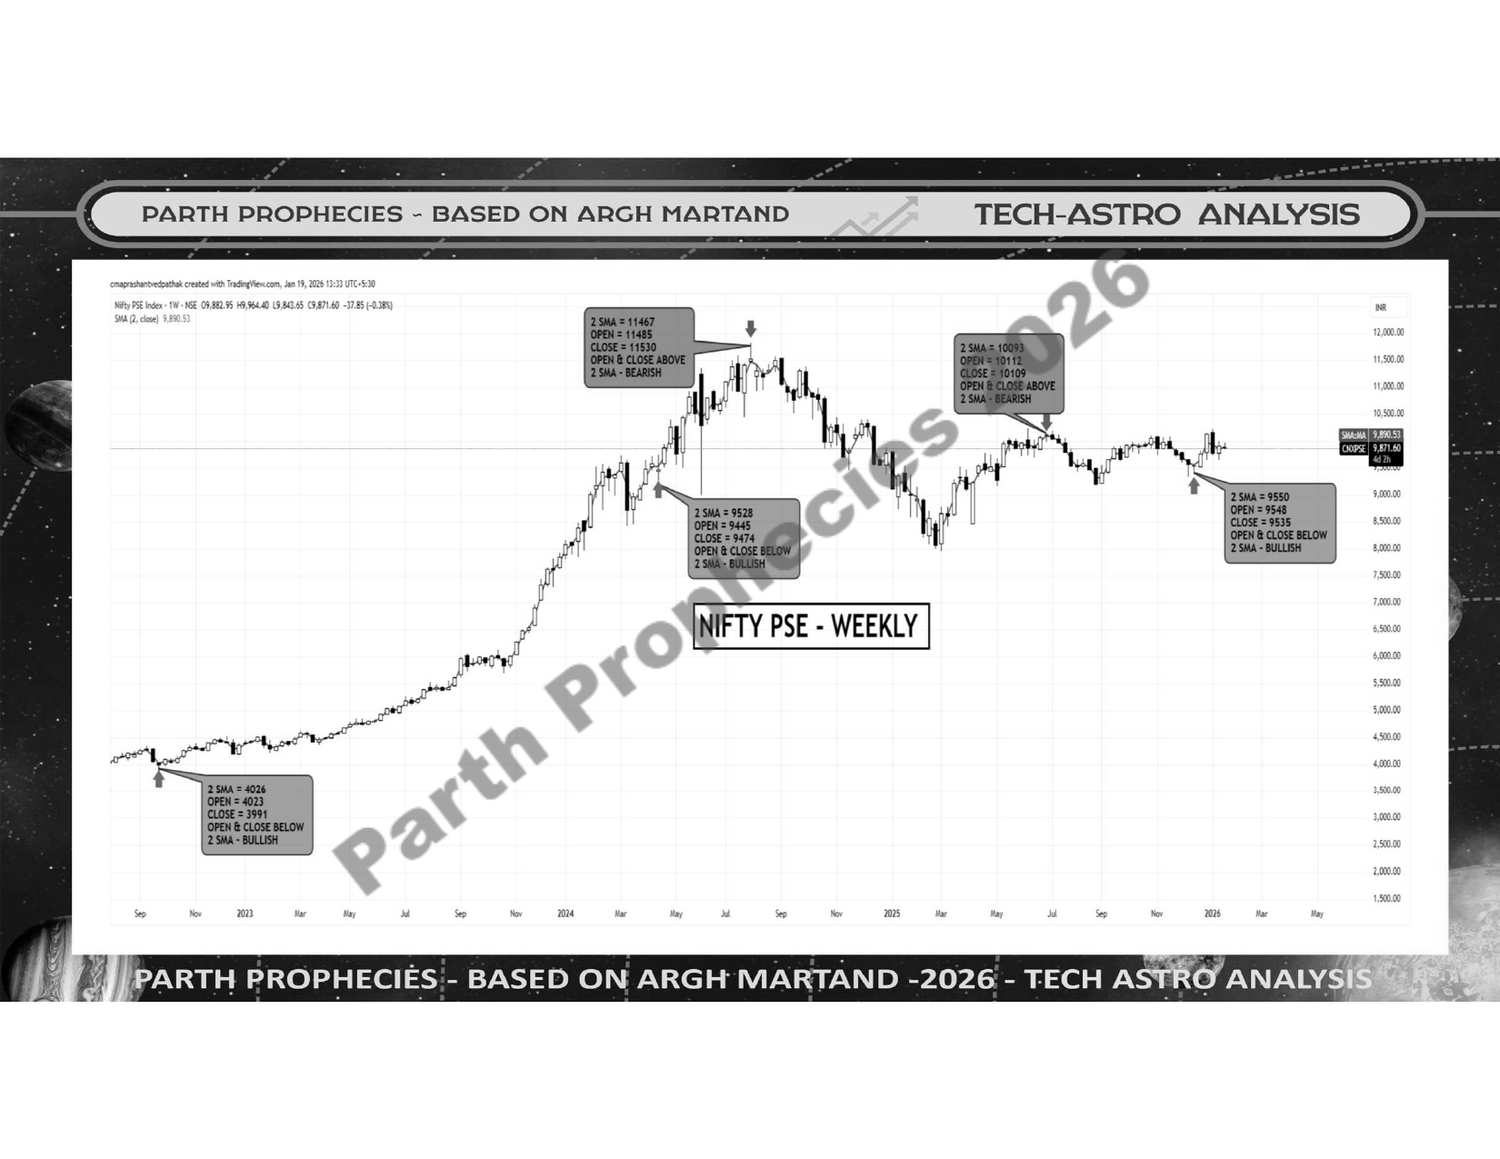 PARTH PROPHECIES ~ BASED ON ARGH MARTAND
TECH-ASTRO ANALYSIS
cmaprashantvedpathak created with TradingView.com, Jan 19, 2026 13:33 UTC+5:30
Nifty PSE Index · 1W · NSE O9,882.95 H9,964.40 L9,843.65 C9,871.60 −37.85 (−0.38%)
SMA (2, close) 9,890.53
INR
2 SMA = 11467
OPEN = 11485
CLOSE = 11530
OPEN & CLOSE ABOVE
2 SMA - BEARISH
2 SMA = 10093
OPEN = 10112
CLOSE = 10109
OPEN & CLOSE ABOVE
2 SMA - BEARISH
2 SMA = 9528
OPEN = 9445
CLOSE = 9474
OPEN & CLOSE BELOW
2 SMA - BULLISH
2 SMA = 9550
OPEN = 9548
CLOSE = 9535
OPEN & CLOSE BELOW
2 SMA - BULLISH
NIFTY PSE - WEEKLY
2 SMA = 4026
OPEN = 4023
CLOSE = 3991
OPEN & CLOSE BELOW
2 SMA - BULLISH
12,000.00
11,500.00
11,000.00
10,500.00
SMA:MA 9,890.53
CNXPSE 9,871.60
4d 2h
9,500.00
9,000.00
8,500.00
8,000.00
7,500.00
7,000.00
6,500.00
6,000.00
5,500.00
5,000.00
4,500.00
4,000.00
3,500.00
3,000.00
2,500.00
2,000.00
1,500.00
Sep Nov 2023 Mar May Jul Sep Nov 2024 Mar May Jul Sep Nov 2025 Mar May Jul Sep Nov 2026 Mar May
Parth Prophecies 2026
PARTH PROPHECIES - BASED ON ARGH MARTAND -2026 - TECH ASTRO ANALYSIS